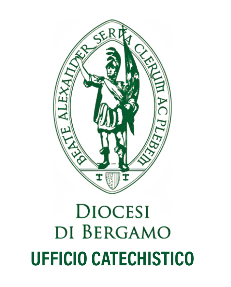 BEATE ALEXANDER SERVA CLERUM AC PLEBEM
DIOCESI
DI BERGAMO
UFFICIO CATECHISTICO